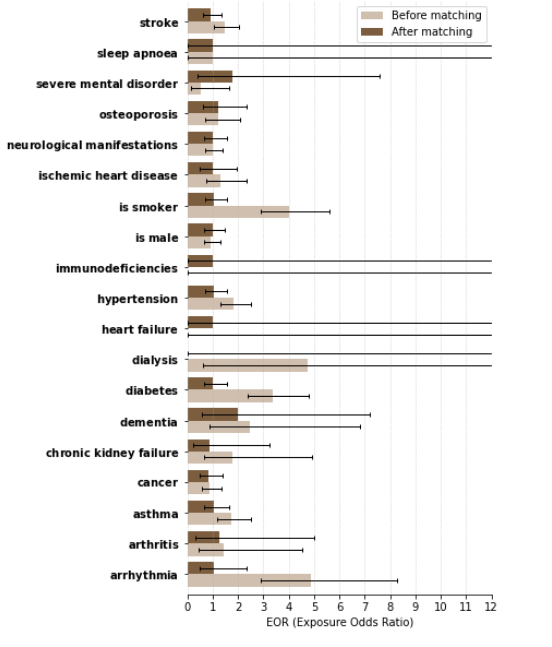 Before matching
After matching
stroke
sleep apnoea
severe mental disorder
osteoporosis
neurological manifestations
ischemic heart disease
is smoker
is male
immunodeficiencies
hypertension
heart failure
dialysis
diabetes
dementia
chronic kidney failure
cancer
asthma
arthritis
arrhythmia
0 1 2 3 4 5 6 7 8 9 10 11 12
EOR (Exposure Odds Ratio)